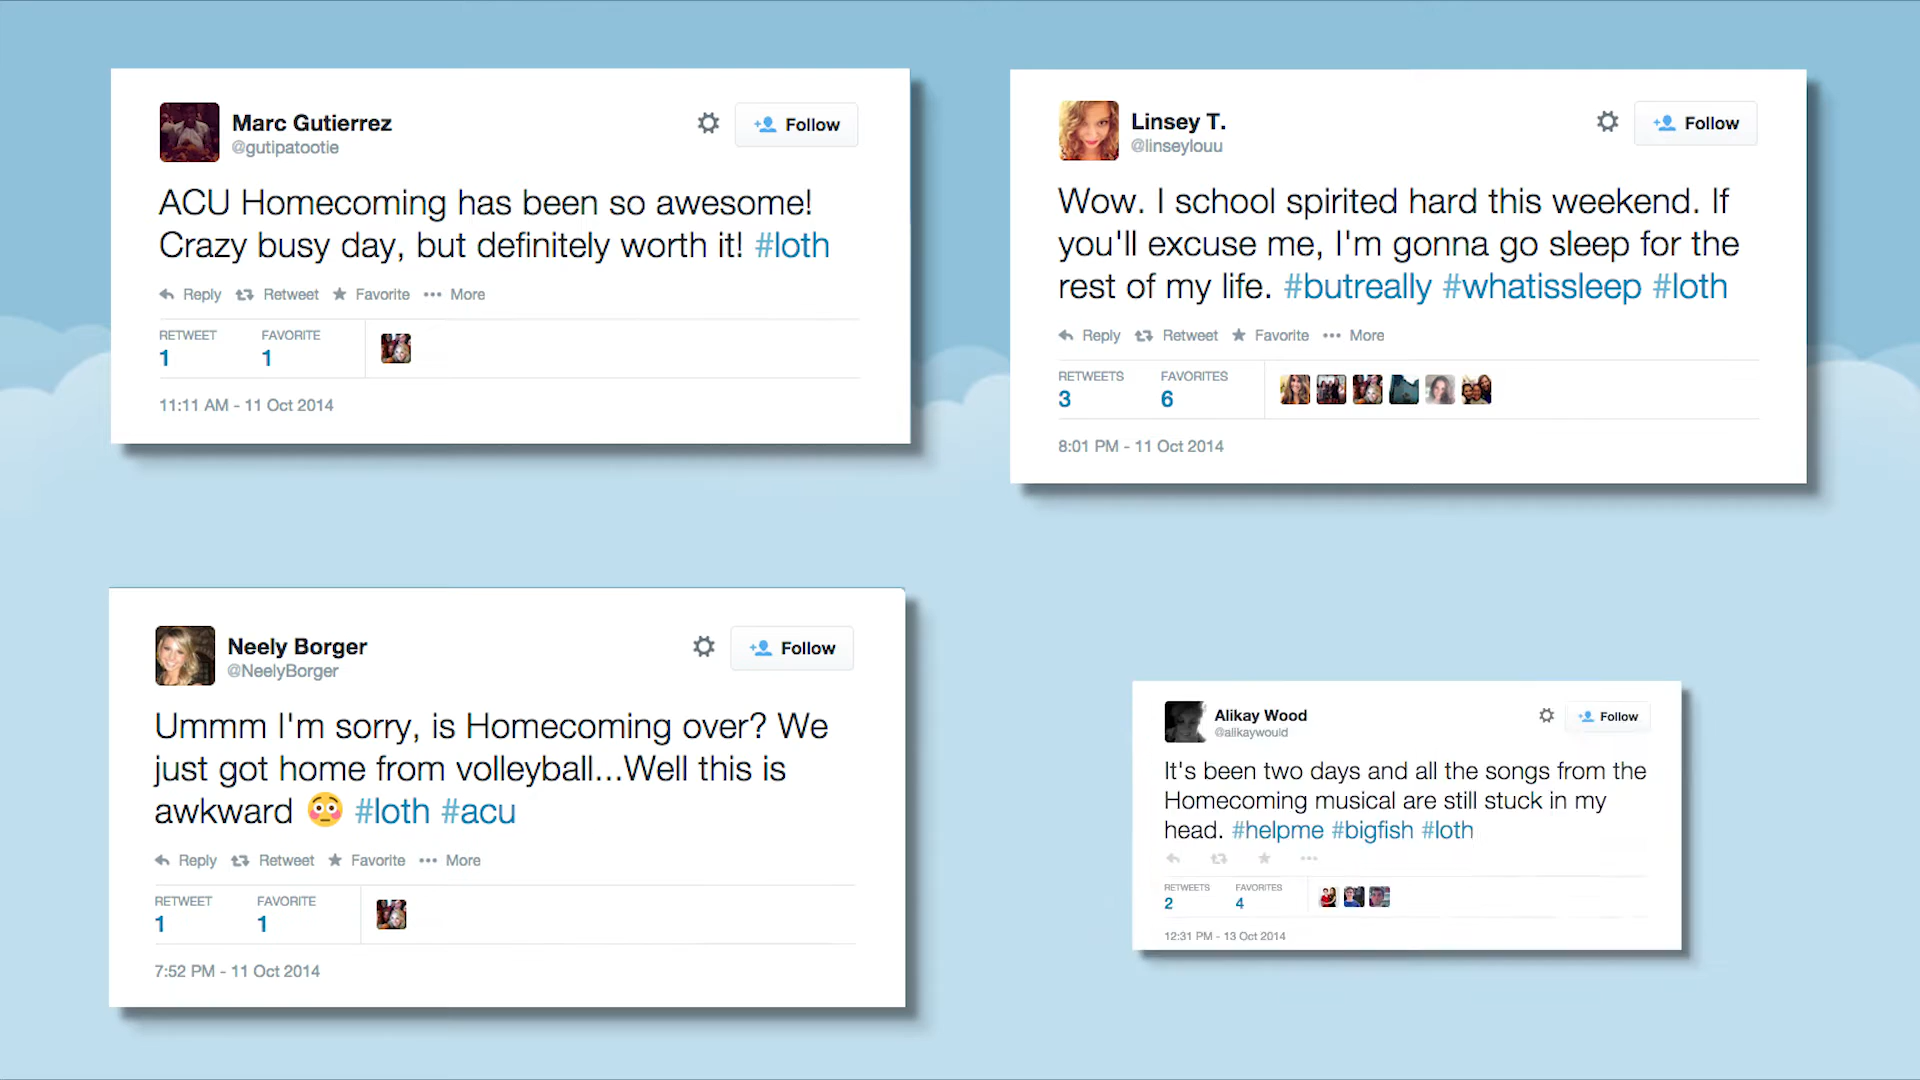 Marc Gutierrez
@gutipatootie
Follow
ACU Homecoming has been so awesome!
Crazy busy day, but definitely worth it! #loth
Reply Retweet Favorite More
RETWEET FAVORITE
1 1
11:11 AM - 11 Oct 2014
Linsey T.
@linseylouu
Follow
Wow. I school spirited hard this weekend. If
you'll excuse me, I'm gonna go sleep for the
rest of my life. #butreally #whatissleep #loth
Reply Retweet Favorite More
RETWEETS FAVORITES
3 6
8:01 PM - 11 Oct 2014
Neely Borger
@NeelyBorger
Follow
Ummm I'm sorry, is Homecoming over? We
just got home from volleyball...Well this is
awkward 😳 #loth #acu
Reply Retweet Favorite More
RETWEET FAVORITE
1 1
7:52 PM - 11 Oct 2014
Alikay Wood
@alikaywould
Follow
It's been two days and all the songs from the
Homecoming musical are still stuck in my
head. #helpme #bigfish #loth
RETWEETS FAVORITES
2 4
12:31 PM - 13 Oct 2014